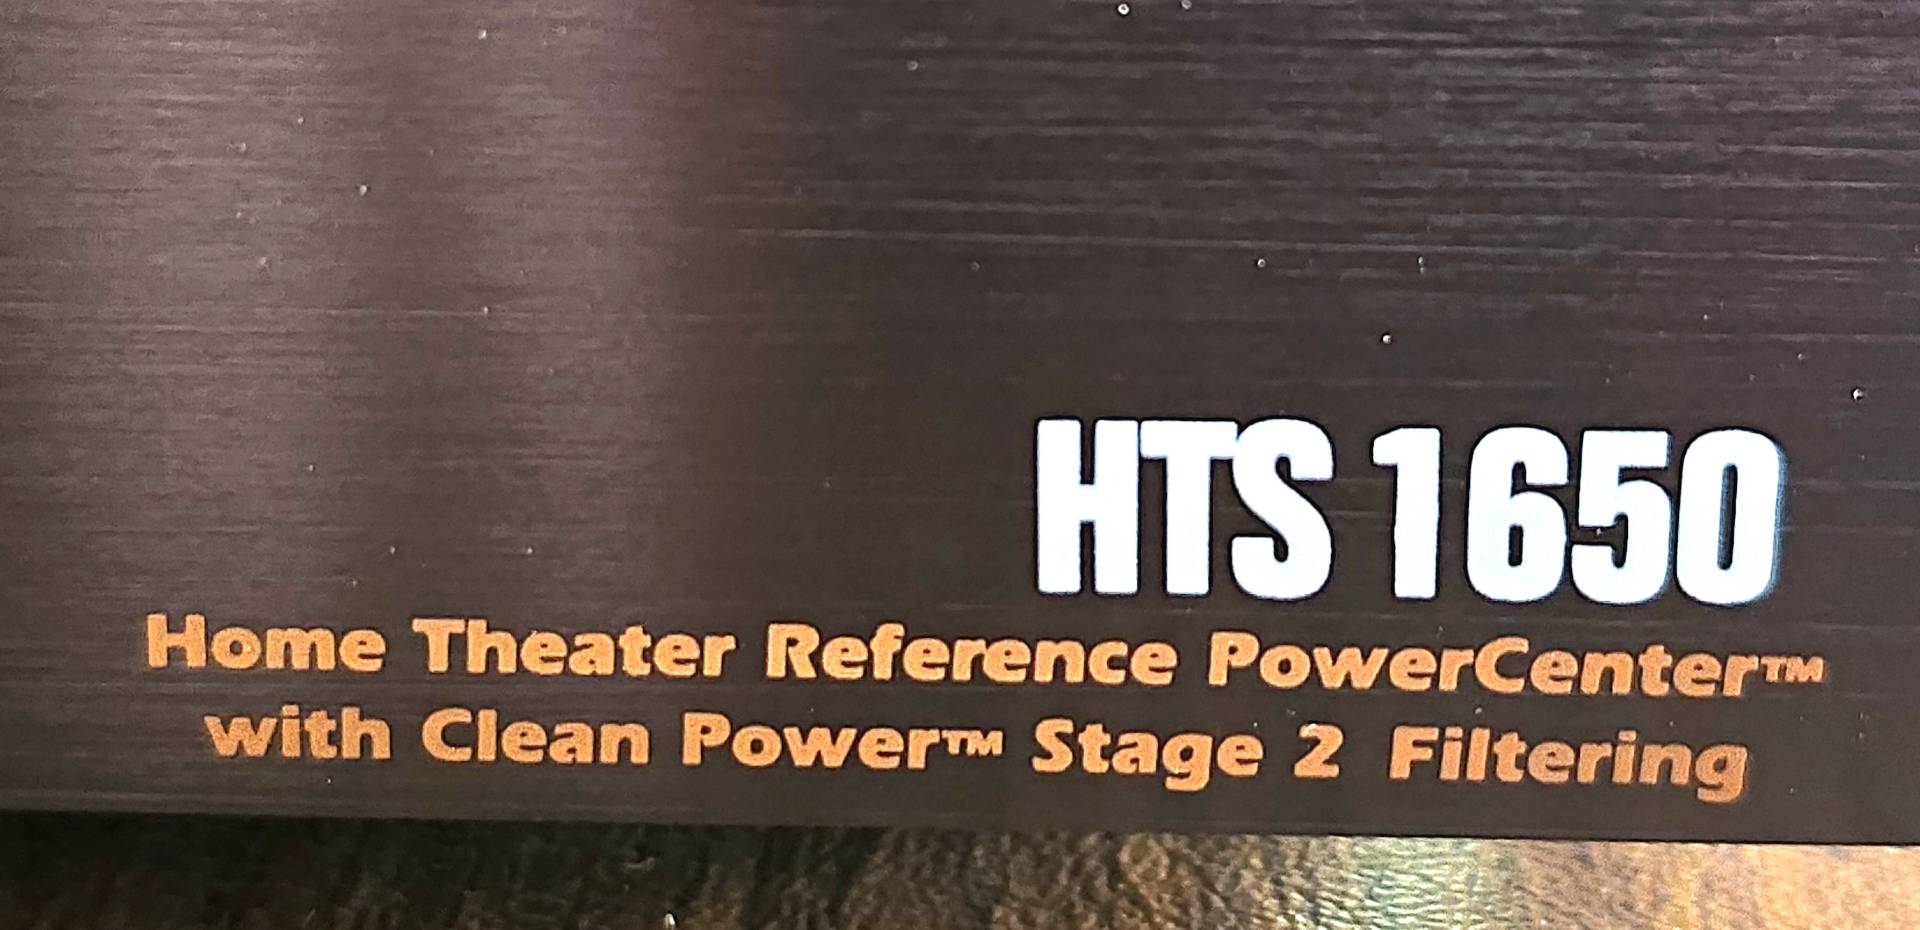 HTS 1650
Home Theater Reference PowerCenter™
with Clean Power™ Stage 2 Filtering